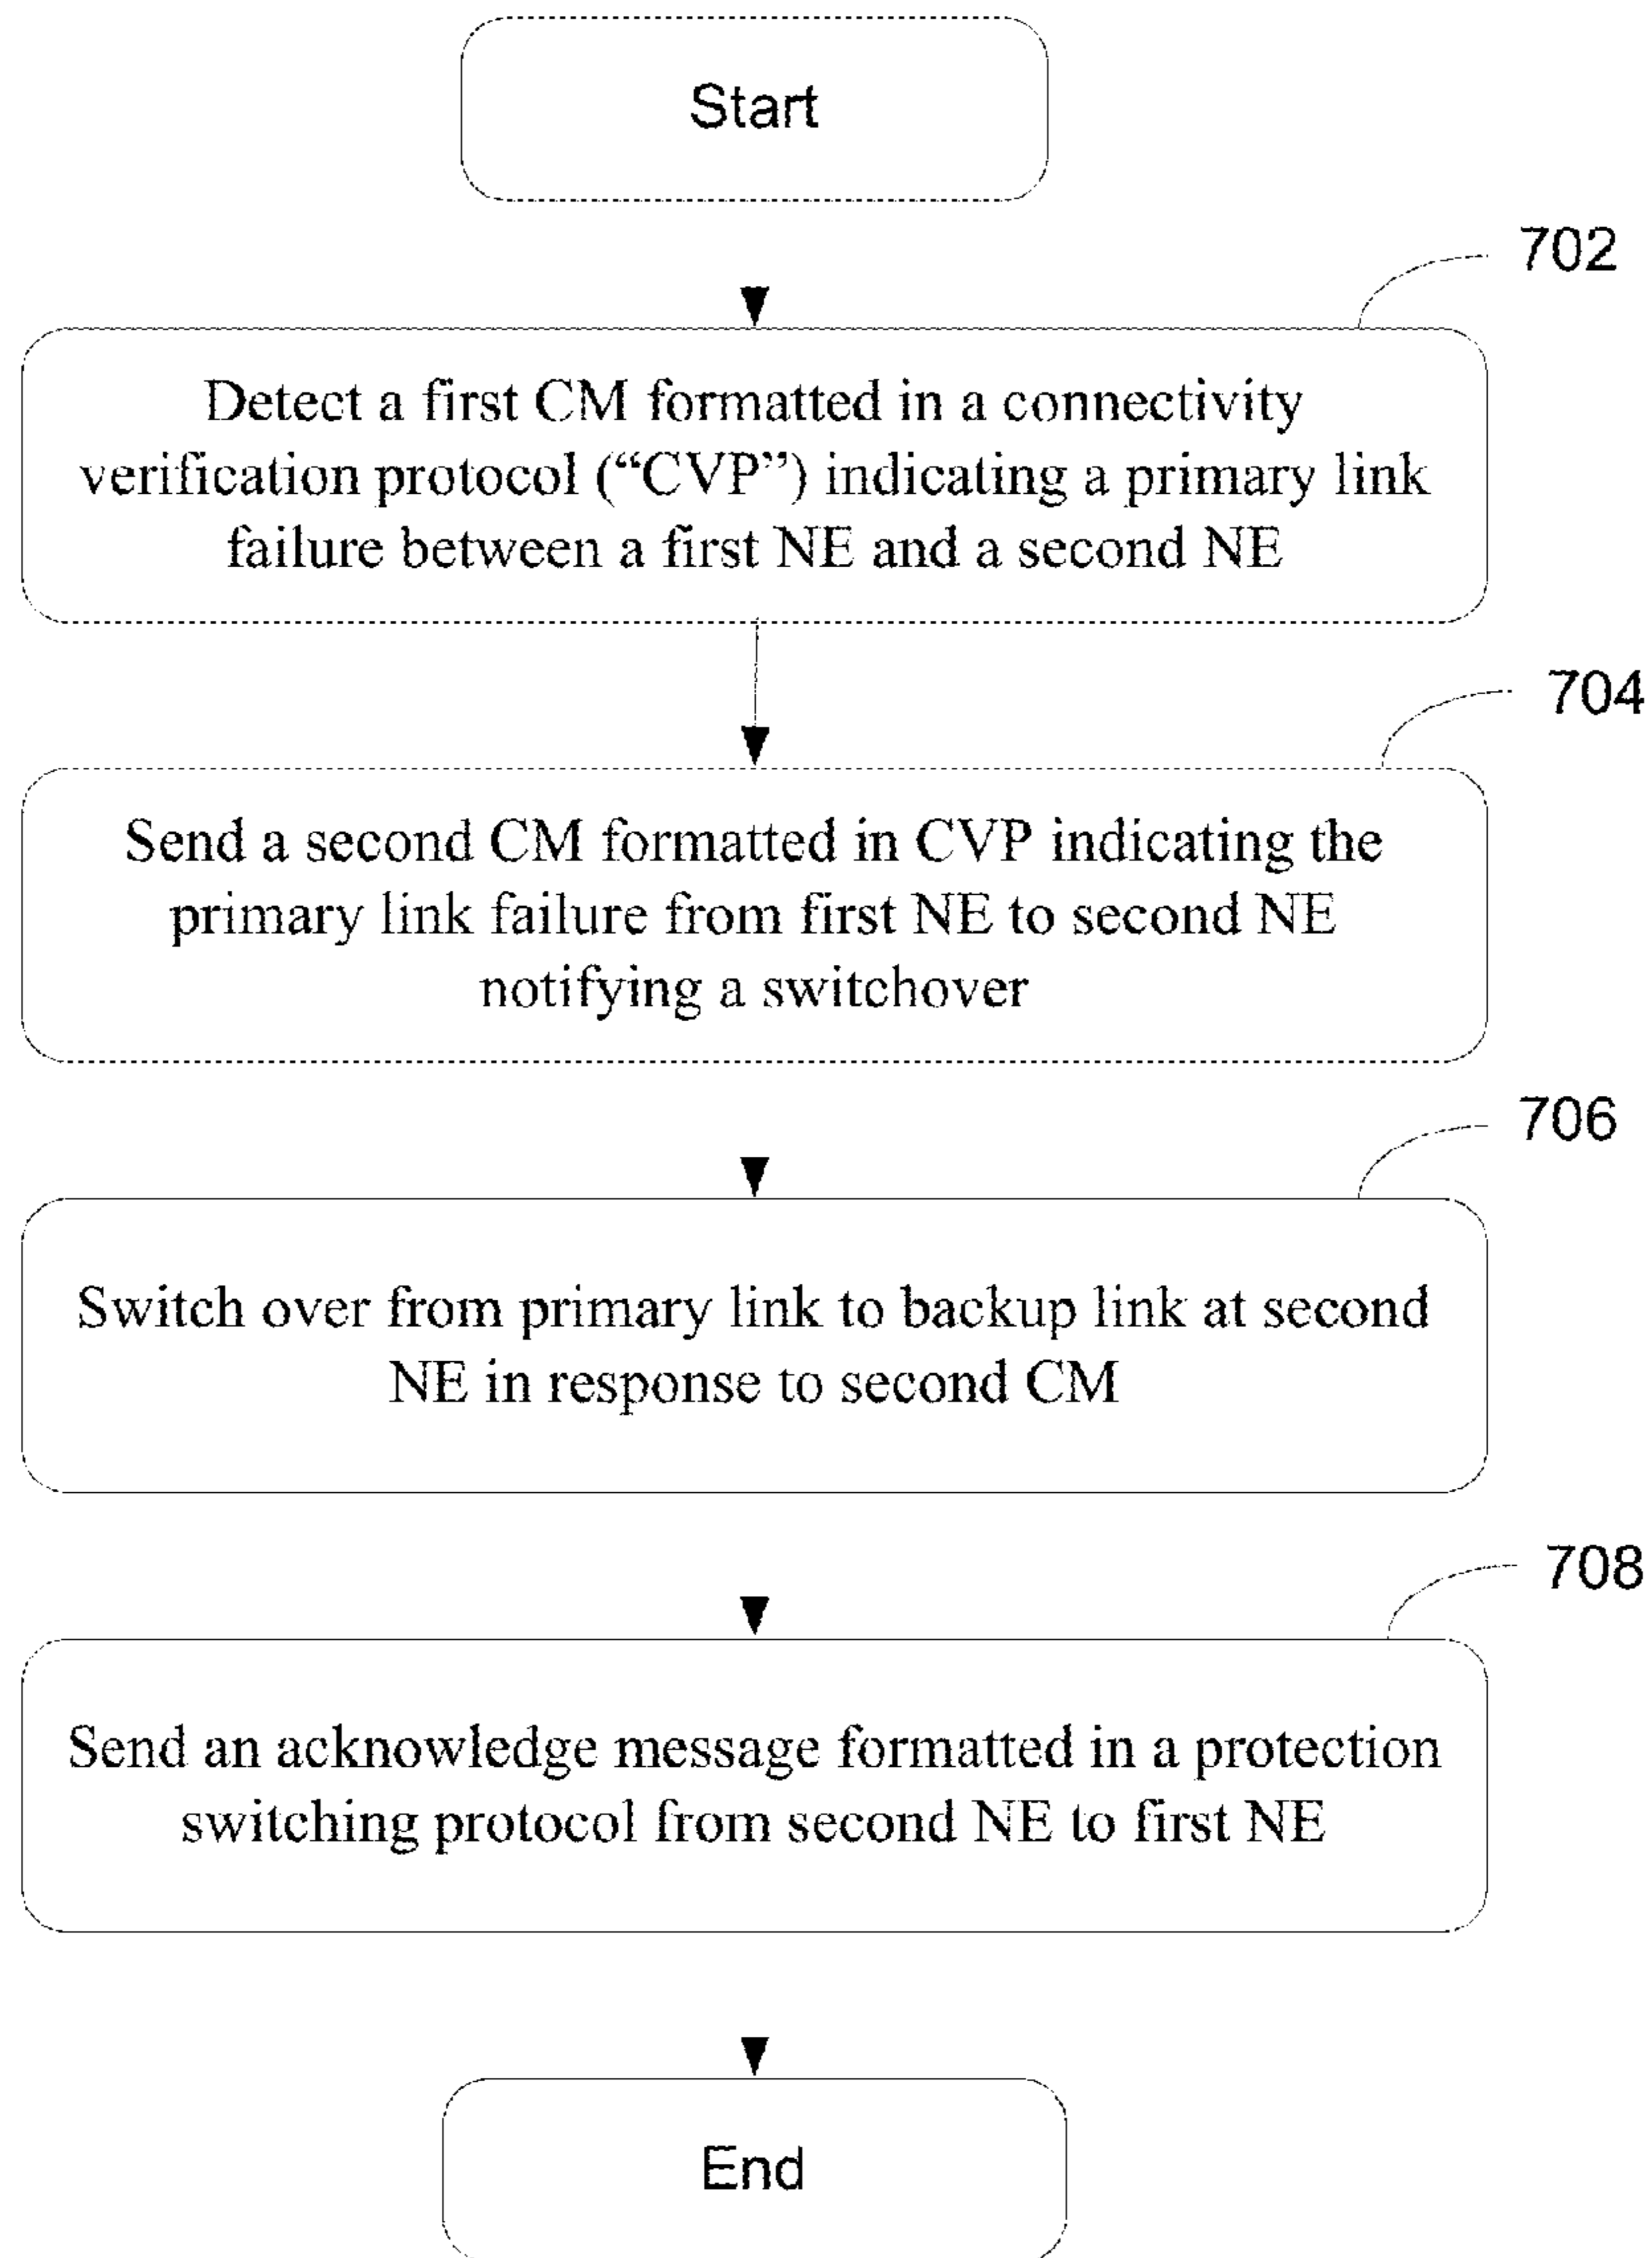 Start
702
Detect a first CM formatted in a connectivity
verification protocol (“CVP”) indicating a primary link
failure between a first NE and a second NE
704
Send a second CM formatted in CVP indicating the
primary link failure from first NE to second NE
notifying a switchover
706
Switch over from primary link to backup link at second
NE in response to second CM
708
Send an acknowledge message formatted in a protection
switching protocol from second NE to first NE
End